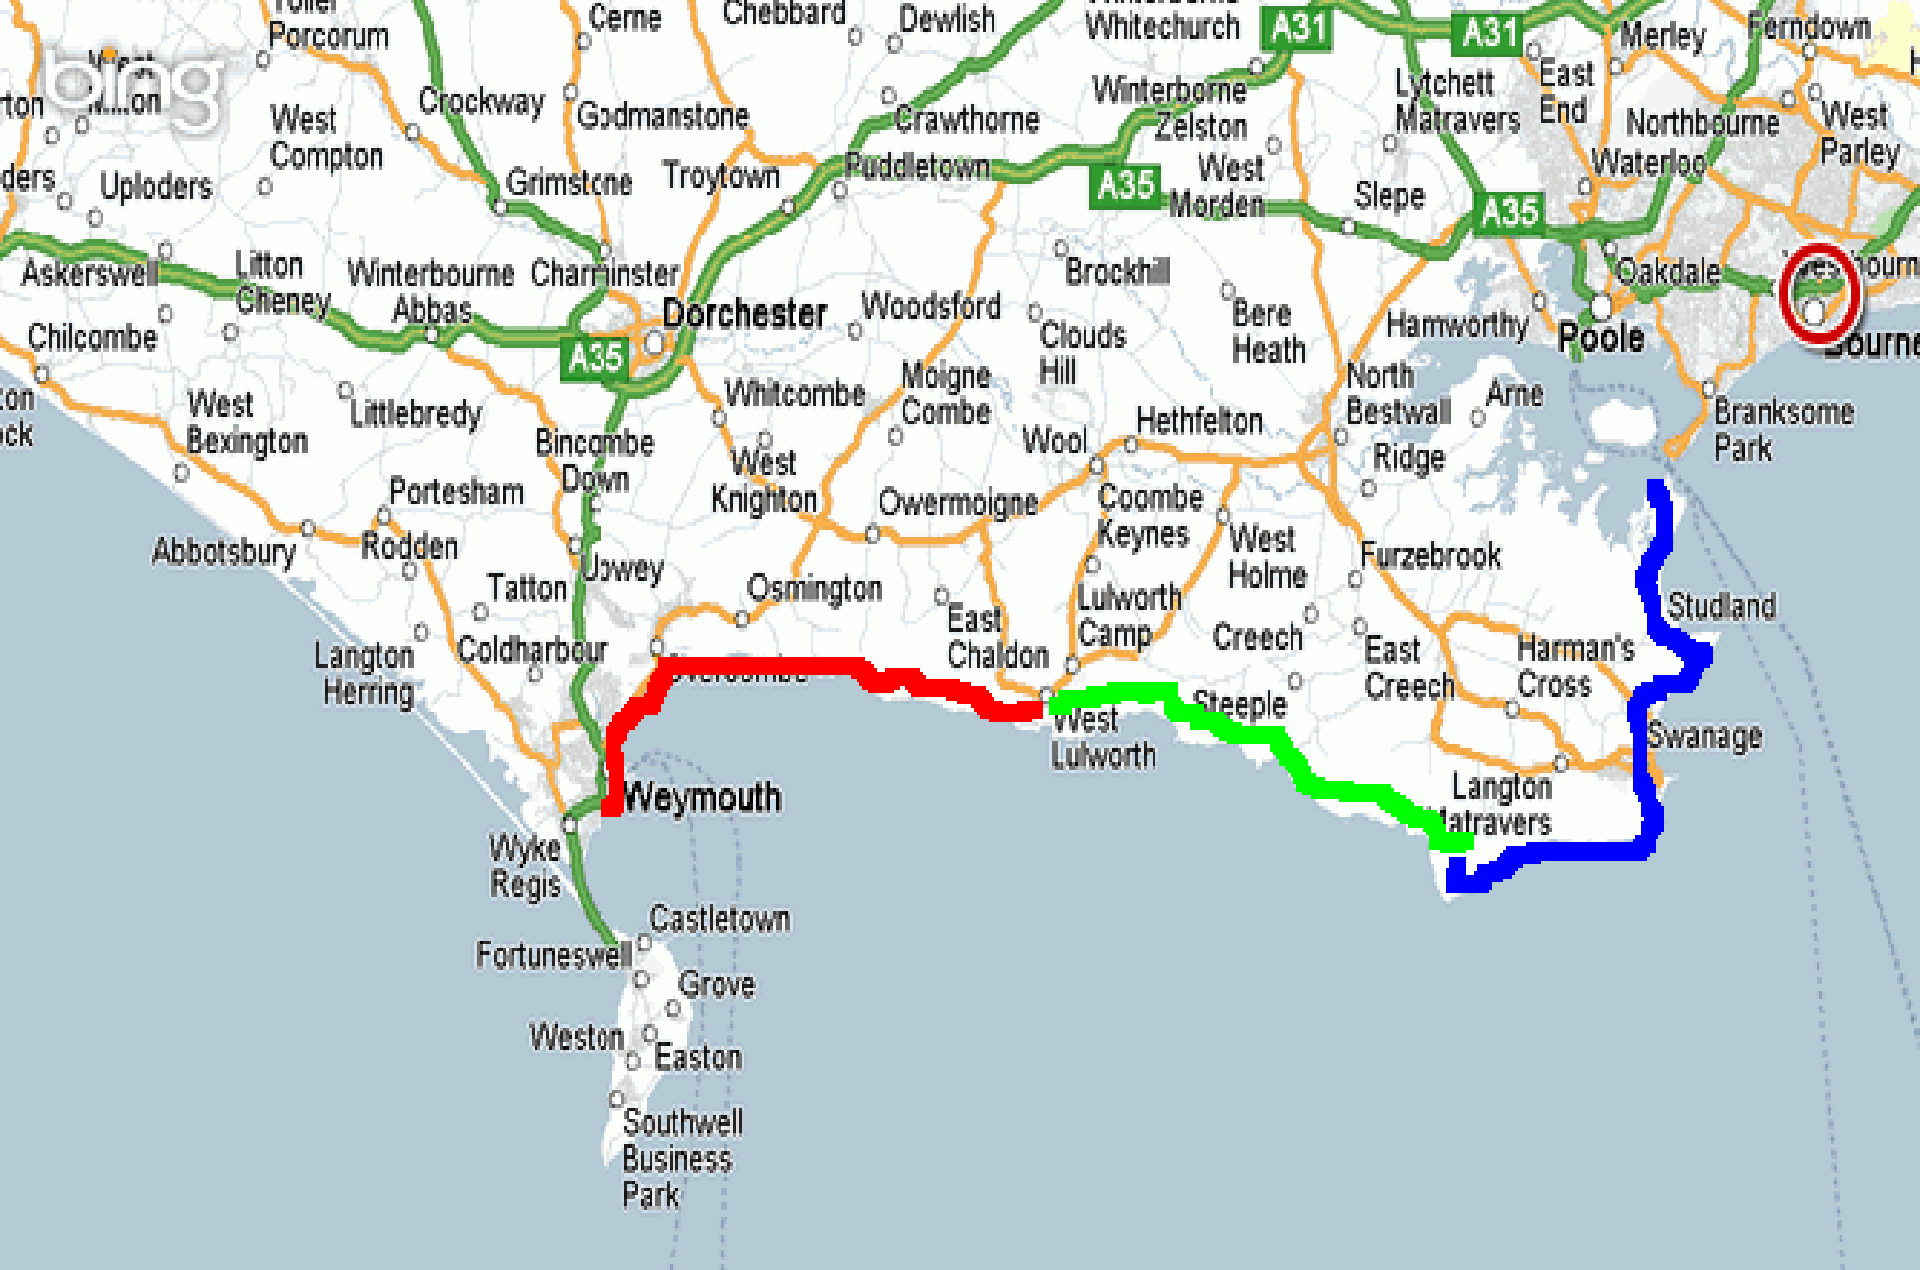 Porcorum
Cerne
Chebbard
Dewlish
Whitechurch
A31
A31
Merley
Ferndown
bing
Crockway
Godmanstone
Crawthorne
Winterborne
Zelston
Lytchett
Matravers
East
End
Northbourne
West
Parley
West
Compton
Uploders
Grimstone
Troytown
Puddletown
A35
West
Morden
Slepe
A35
Waterloo
Askerswell
Litton
Cheney
Winterbourne
Abbas
Charminster
Dorchester
Woodsford
Brockhill
Oakdale
Chilcombe
A35
Clouds
Hill
Bere
Heath
Hamworthy
Poole
West
Bexington
Littlebredy
Whitcombe
Moigne
Combe
North
Bestwall
Arne
Branksome
Park
Bincombe
Down
West
Knighton
Wool
Hethfelton
Ridge
Portesham
Owermoigne
Coombe
Keynes
West
Holme
Furzebrook
Abbotsbury
Rodden
Upwey
Tatton
Osmington
East
Chaldon
Lulworth
Camp
Creech
East
Creech
Harman's
Cross
Studland
Langton
Herring
Coldharbour
Steeple
Swanage
West
Lulworth
Weymouth
Langton
Matravers
Wyke
Regis
Castletown
Fortuneswell
Grove
Weston
Easton
Southwell
Business
Park